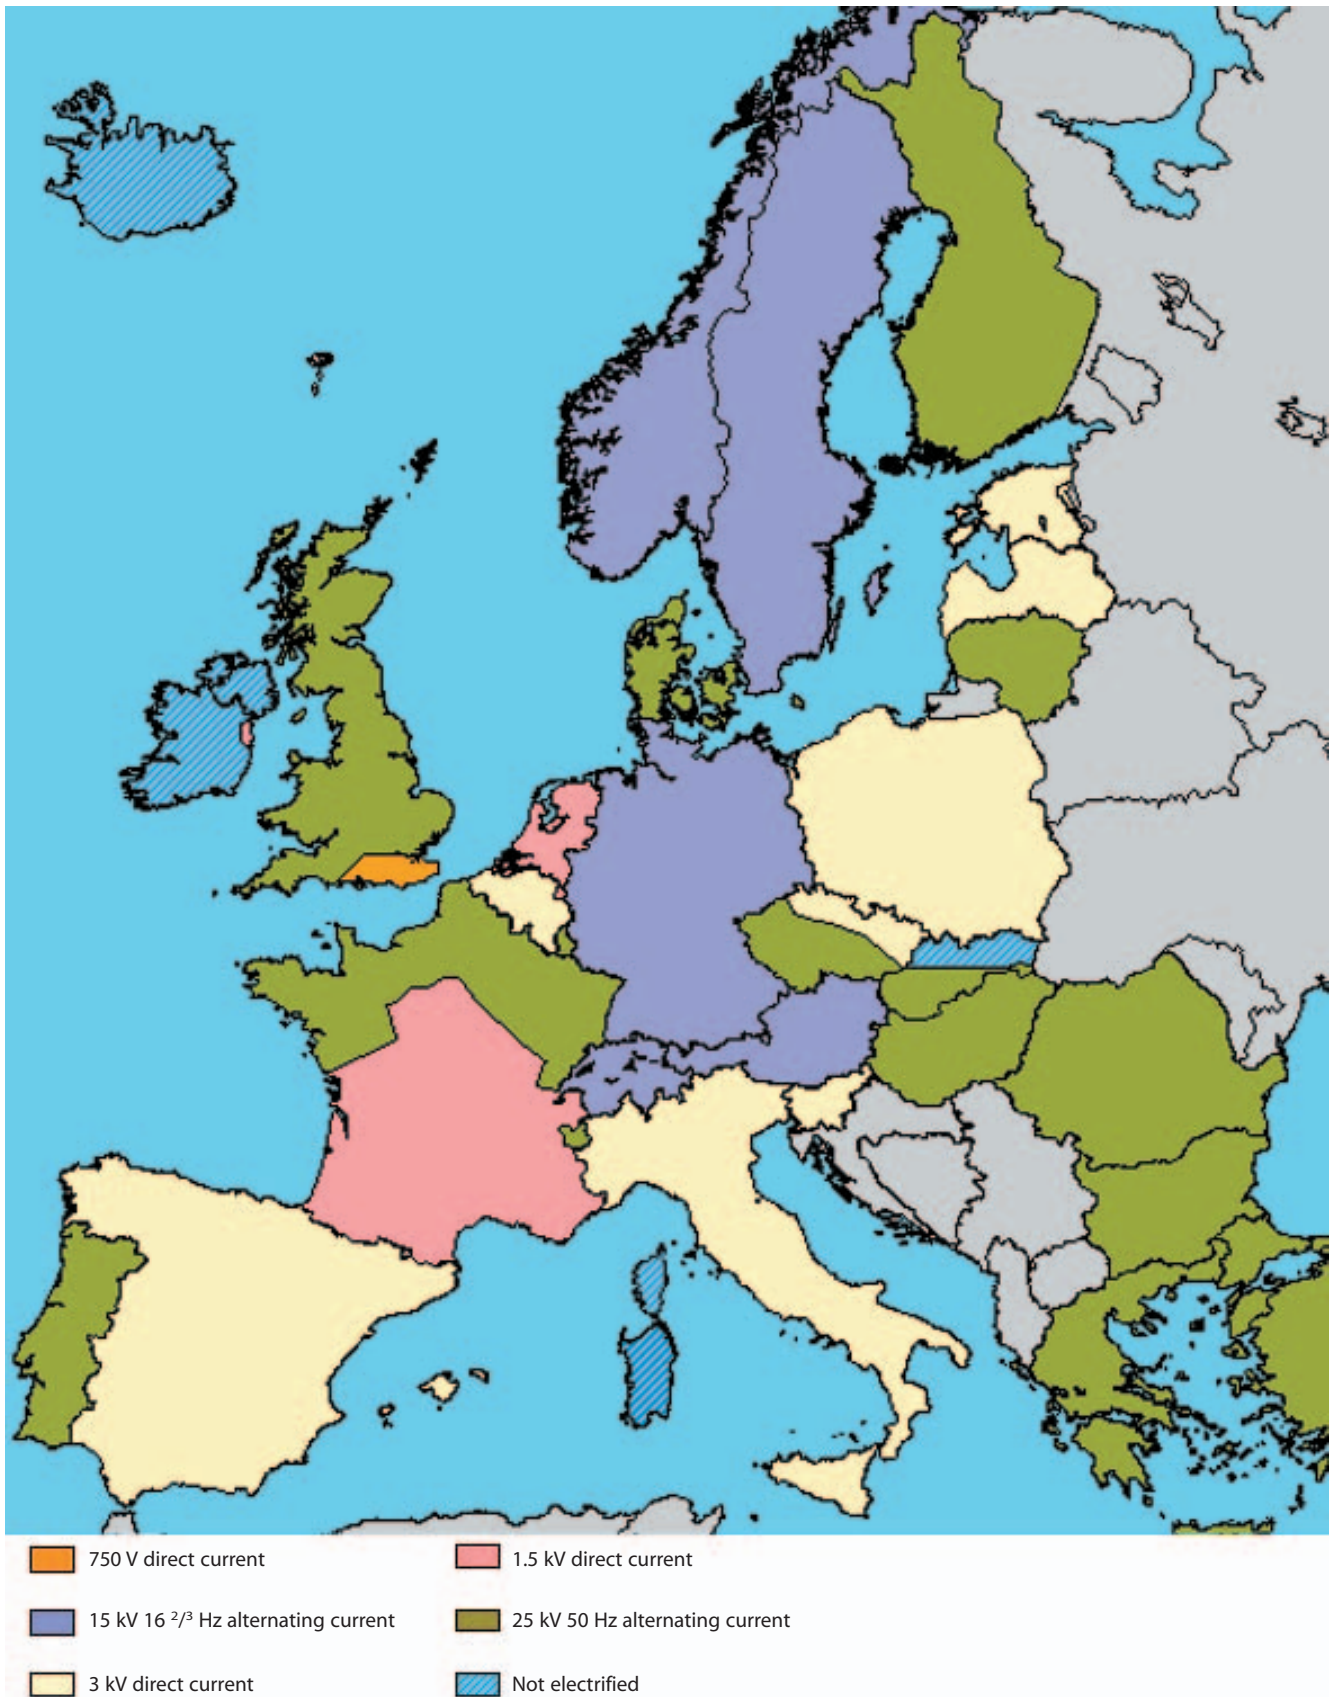 750 V direct current
1.5 kV direct current
15 kV 16 2/3 Hz alternating current
25 kV 50 Hz alternating current
3 kV direct current
Not electrified